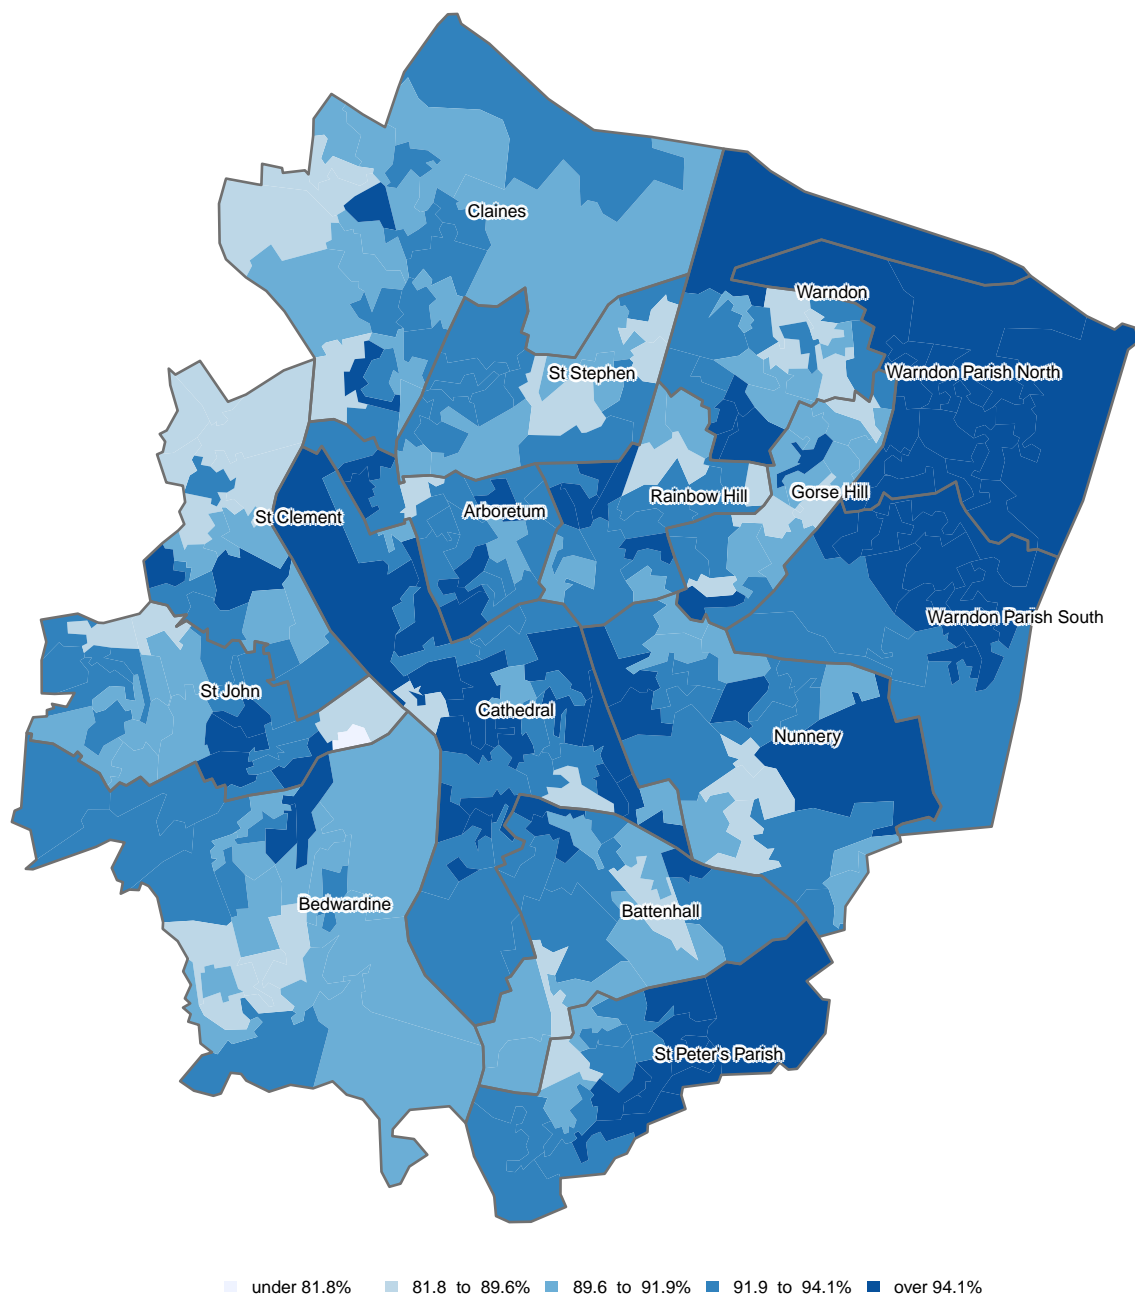 Claines
Warndon
St Stephen
Warndon Parish North
Rainbow Hill
Gorse Hill
Arboretum
St Clement
Warndon Parish South
St John
Cathedral
Nunnery
Bedwardine
Battenhall
St Peter's Parish
under 81.8% 81.8 to 89.6% 89.6 to 91.9% 91.9 to 94.1% over 94.1%